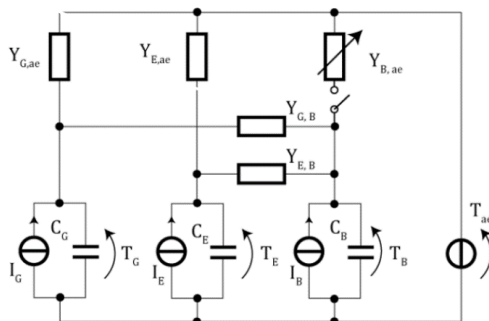 Y_G,ae
Y_E,ae
Y_B, ae
Y_G, B
Y_E, B
C_G
C_E
C_B
T_G
T_E
T_B
T_ae
I_G
I_E
I_B